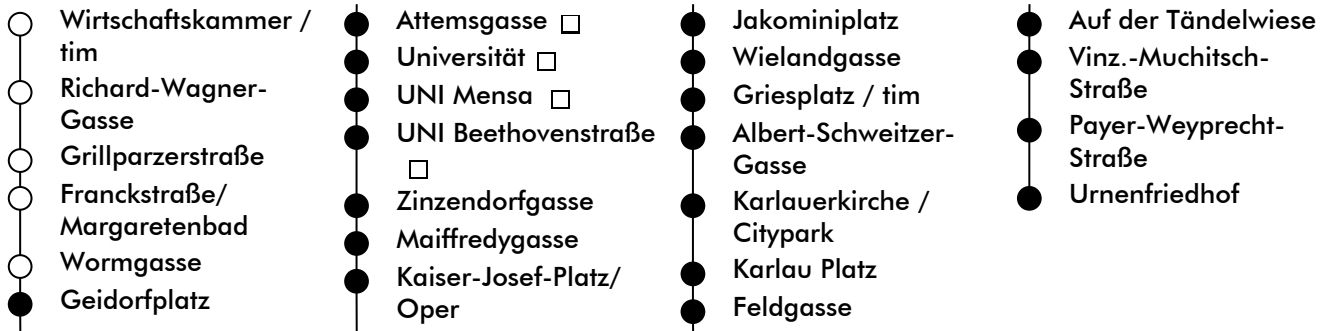 Wirtschaftskammer /
tim
Richard-Wagner-
Gasse
Grillparzerstraße
Franckstraße/
Margaretenbad
Wormgasse
Geidorfplatz
Attemsgasse □
Universität □
UNI Mensa □
UNI Beethovenstraße
□
Zinzendorfgasse
Maiffredygasse
Kaiser-Josef-Platz/
Oper
Jakominiplatz
Wielandgasse
Griesplatz / tim
Albert-Schweitzer-
Gasse
Karlauerkirche /
Citypark
Karlau Platz
Feldgasse
Auf der Tändelwiese
Vinz.-Muchitsch-
Straße
Payer-Weyprecht-
Straße
Urnenfriedhof